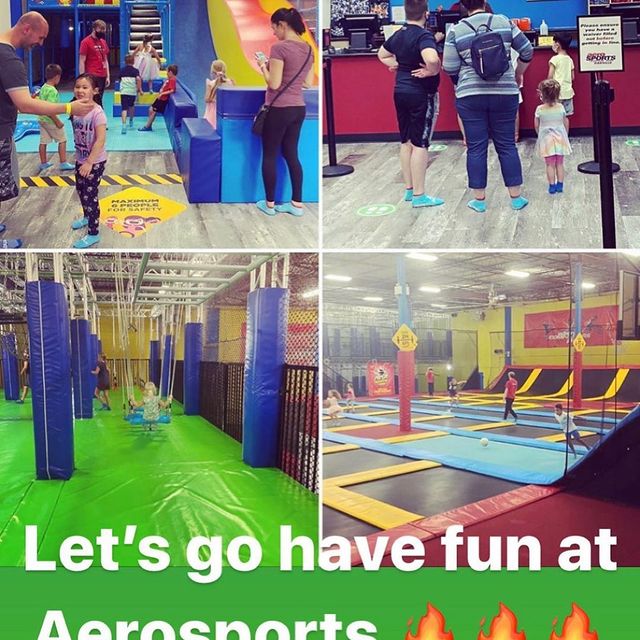 MAXIMUM
6 PEOPLE
FOR SAFETY
Please ensure
you have a
Waiver filled
out before
getting in line.
SPORTS
Let's go have fun at
Aerosports 🔥🔥🔥